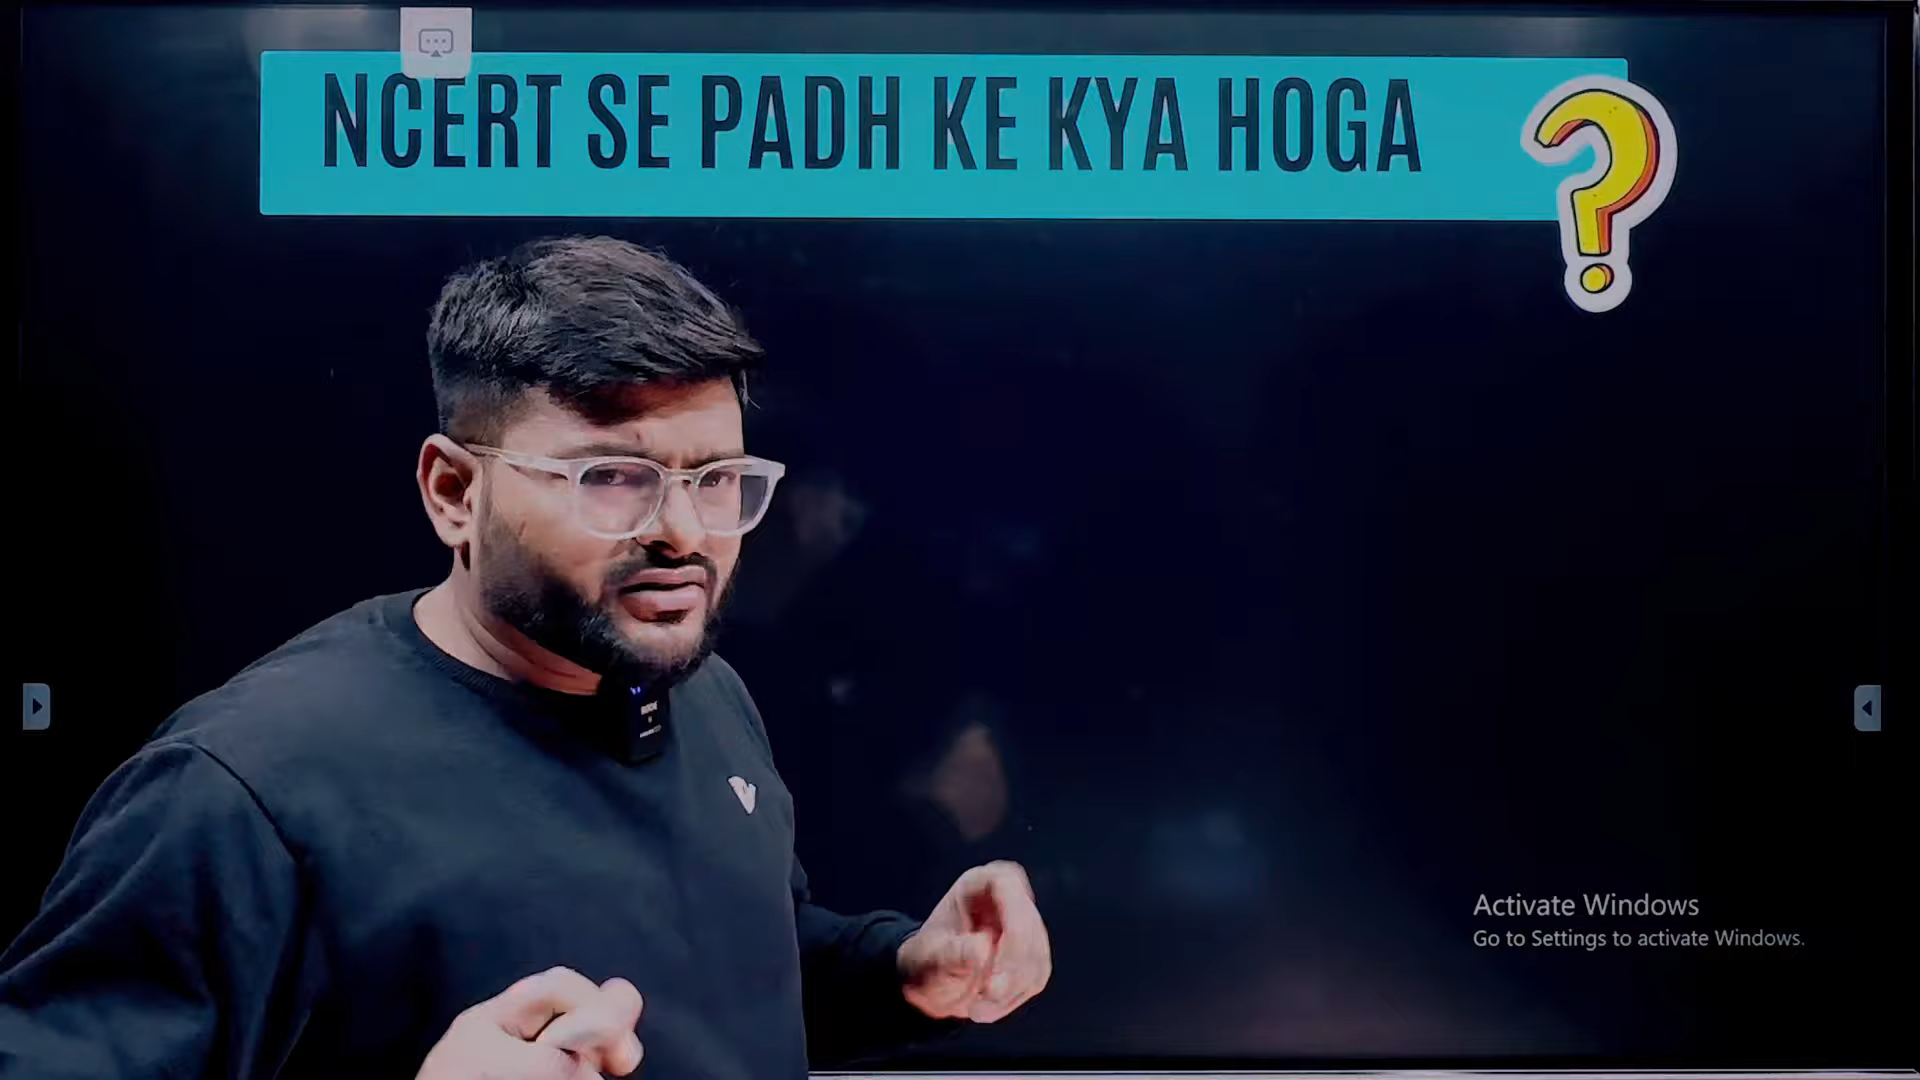 NCERT SE PADH KE KYA HOGA ?
Activate Windows
Go to Settings to activate Windows.